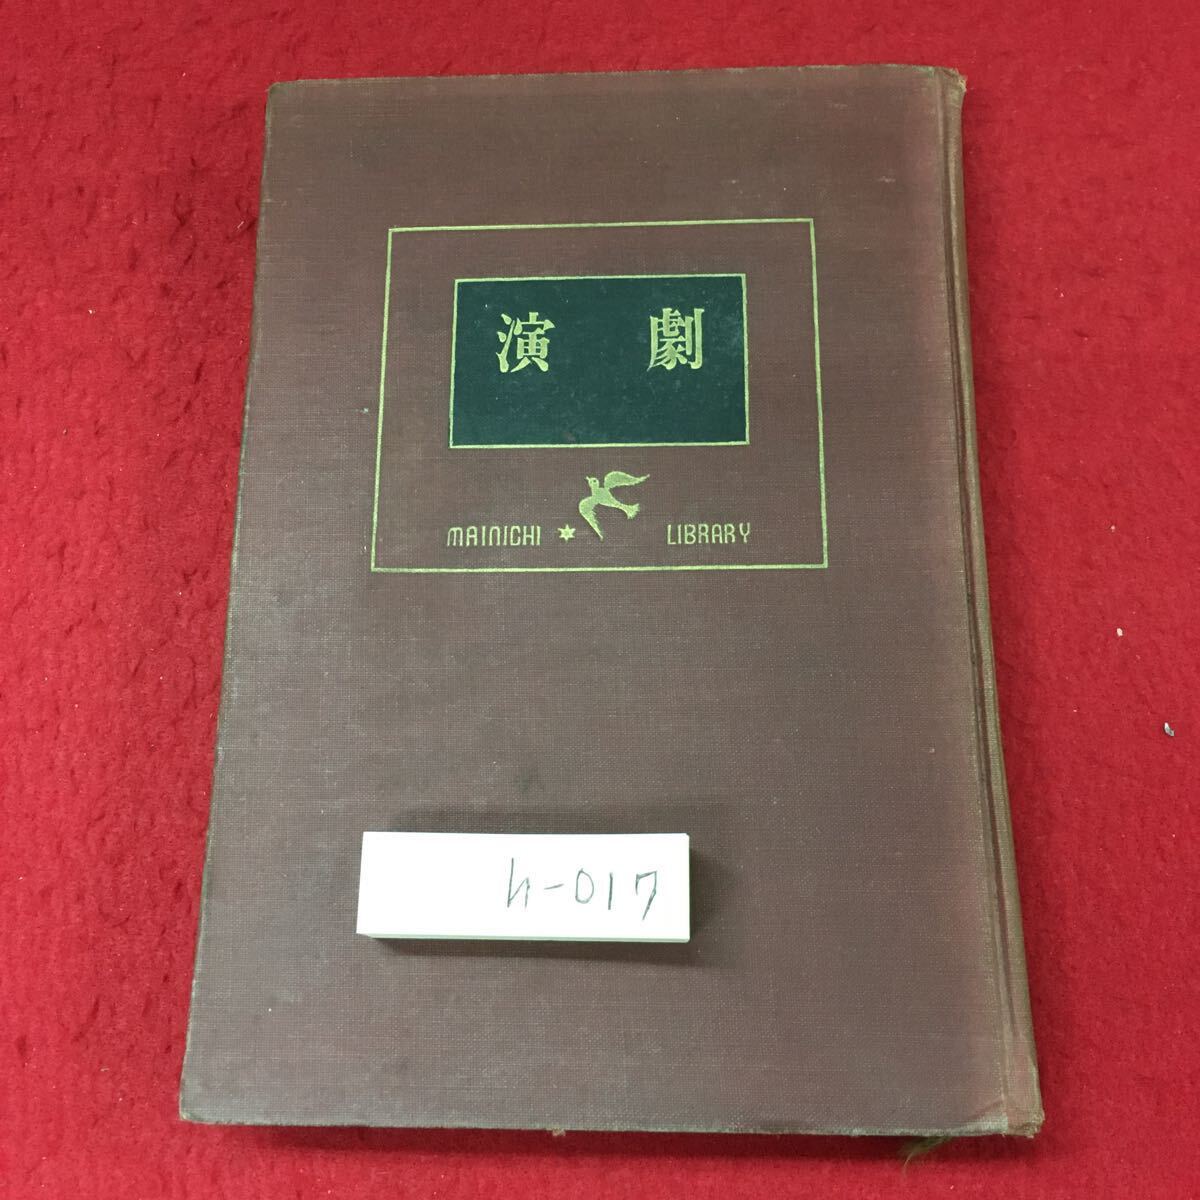 演劇
MAINICHI ★ LIBRARY
h-017